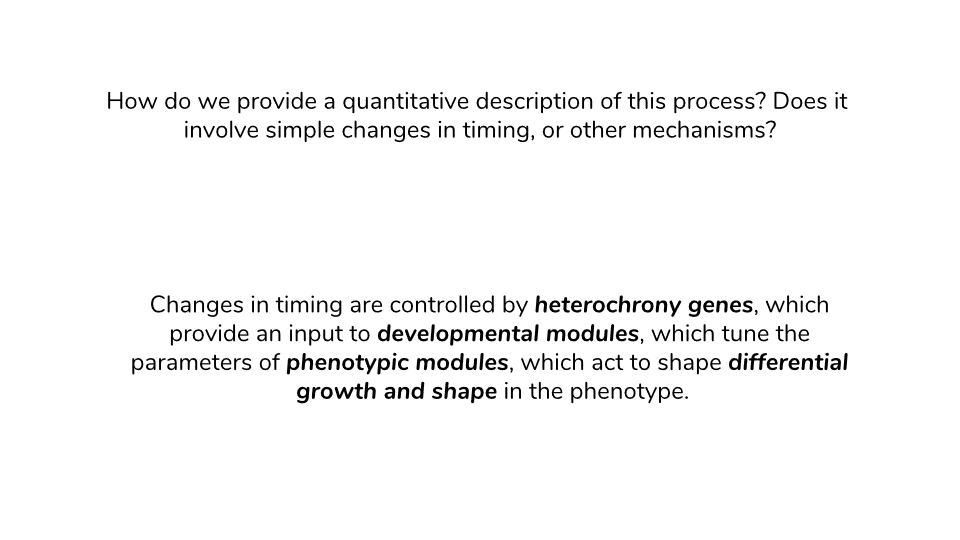 How do we provide a quantitative description of this process? Does it
involve simple changes in timing, or other mechanisms?
Changes in timing are controlled by heterochrony genes, which
provide an input to developmental modules, which tune the
parameters of phenotypic modules, which act to shape differential
growth and shape in the phenotype.